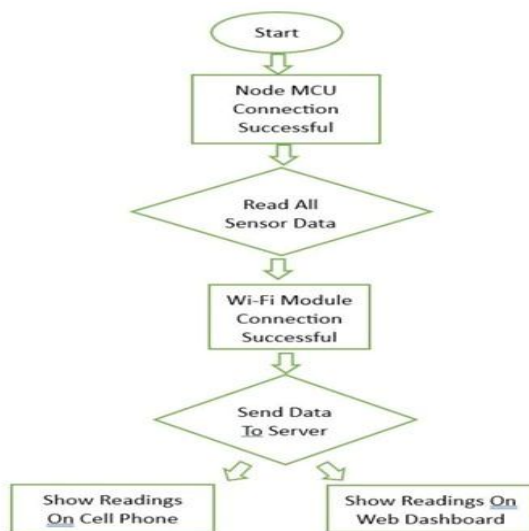 Start
Node MCU
Connection
Successful
Read All
Sensor Data
Wi-Fi Module
Connection
Successful
Send Data
To Server
Show Readings
On Cell Phone
Show Readings On
Web Dashboard